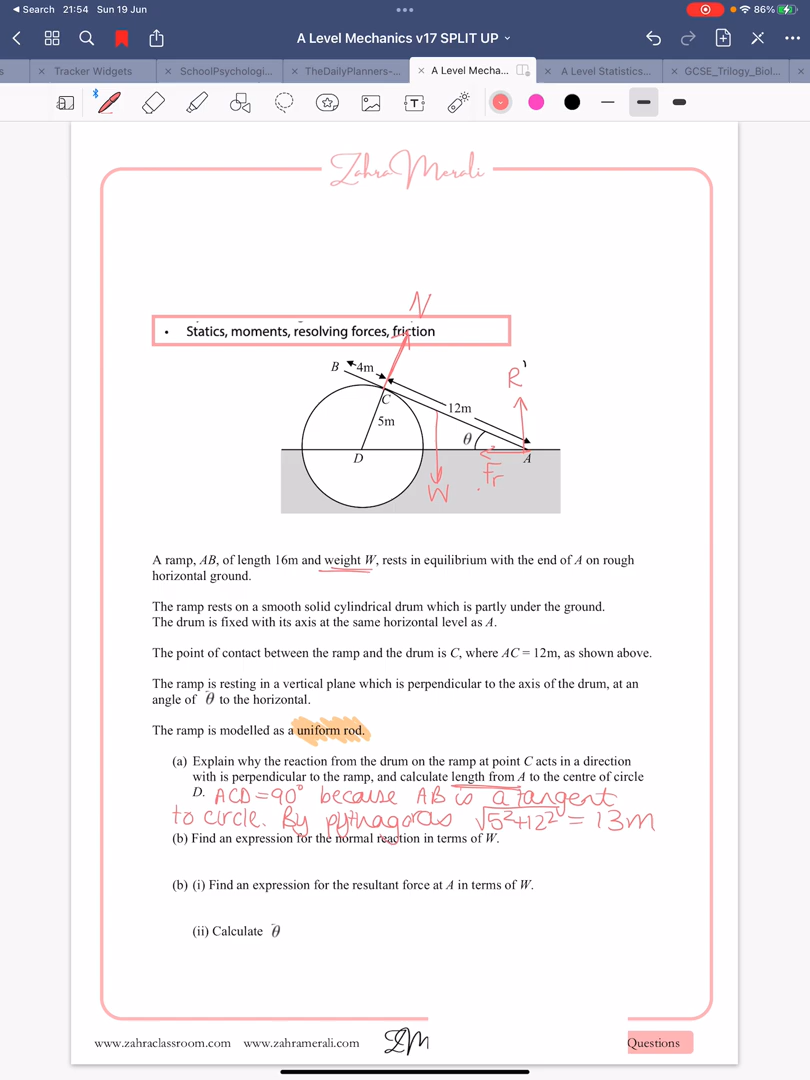 Search 21:54 Sun 19 Jun 86%
A Level Mechanics v17 SPLIT UP
s × Tracker Widgets × SchoolPsychologi... × TheDailyPlanners-... × A Level Mecha... × A Level Statistics... × GCSE_Trilogy_Biol... ×
T
Zahra Merali
N
• Statics, moments, resolving forces, friction
B 4m
R'
C
12m
5m
θ
D
A
Fr
W
A ramp, AB, of length 16m and weight W, rests in equilibrium with the end of A on rough
horizontal ground.
The ramp rests on a smooth solid cylindrical drum which is partly under the ground.
The drum is fixed with its axis at the same horizontal level as A.
The point of contact between the ramp and the drum is C, where AC = 12m, as shown above.
The ramp is resting in a vertical plane which is perpendicular to the axis of the drum, at an
angle of θ to the horizontal.
The ramp is modelled as a uniform rod.
(a) Explain why the reaction from the drum on the ramp at point C acts in a direction
with is perpendicular to the ramp, and calculate length from A to the centre of circle
D. ACD = 90° because AB is a tangent
to circle. By pythagoras √5²+12² = 13m
(b) Find an expression for the normal reaction in terms of W.
(b) (i) Find an expression for the resultant force at A in terms of W.
(ii) Calculate θ
www.zahraclassroom.com www.zahramerali.com ZM Questions